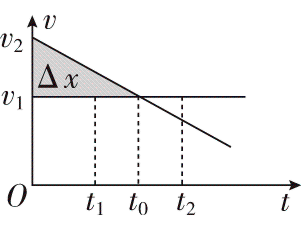 v
v₂
Δx
v₁
O t₁ t₀ t₂ t